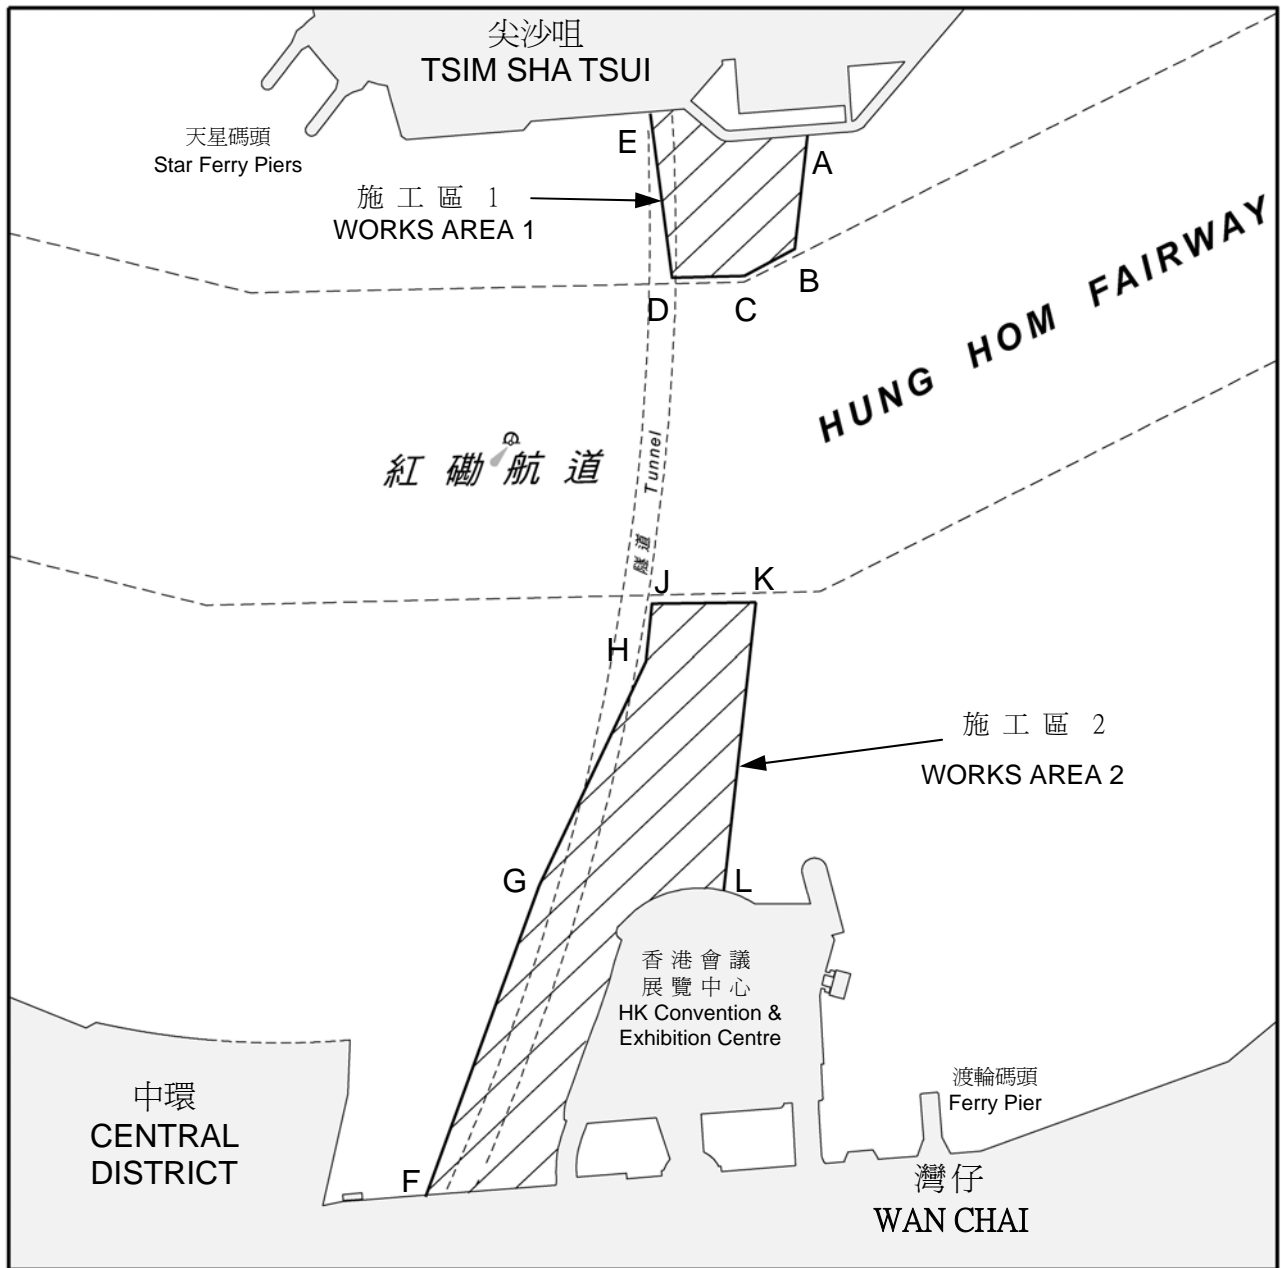 尖沙咀
TSIM SHA TSUI
天星碼頭
Star Ferry Piers
E
A
施工區 1
WORKS AREA 1
B
D
C
HUNG HOM FAIRWAY
紅磡航道
隧道 Tunnel
J
K
H
施工區 2
WORKS AREA 2
G
L
香港會議
展覽中心
HK Convention &
Exhibition Centre
中環
CENTRAL
DISTRICT
渡輪碼頭
Ferry Pier
F
灣仔
WAN CHAI